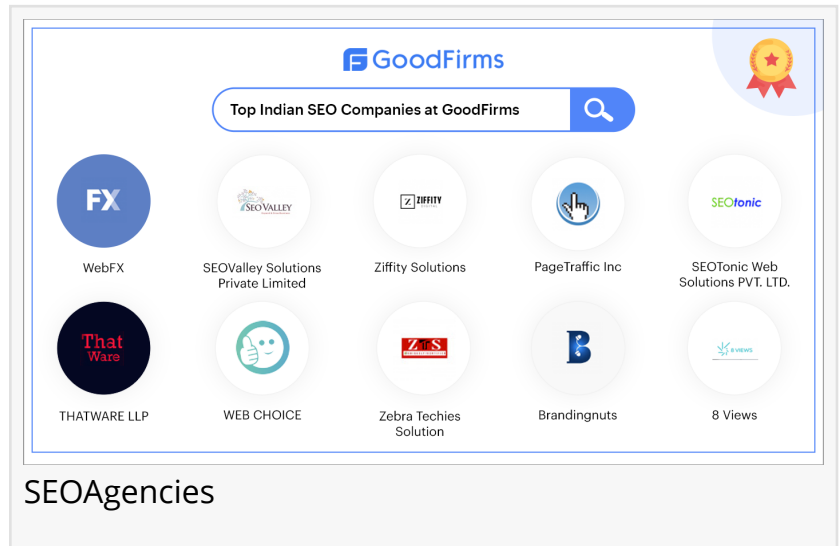 GoodFirms
Top Indian SEO Companies at GoodFirms
FX
SEO VALLEY
Z ZIFFITY
SEOtonic
WebFX
SEOValley Solutions
Private Limited
Ziffity Solutions
PageTraffic Inc
SEOTonic Web
Solutions PVT. LTD.
That
Ware
ZTS
B
8 VIEWS
THATWARE LLP
WEB CHOICE
Zebra Techies
Solution
Brandingnuts
8 Views
SEOAgencies